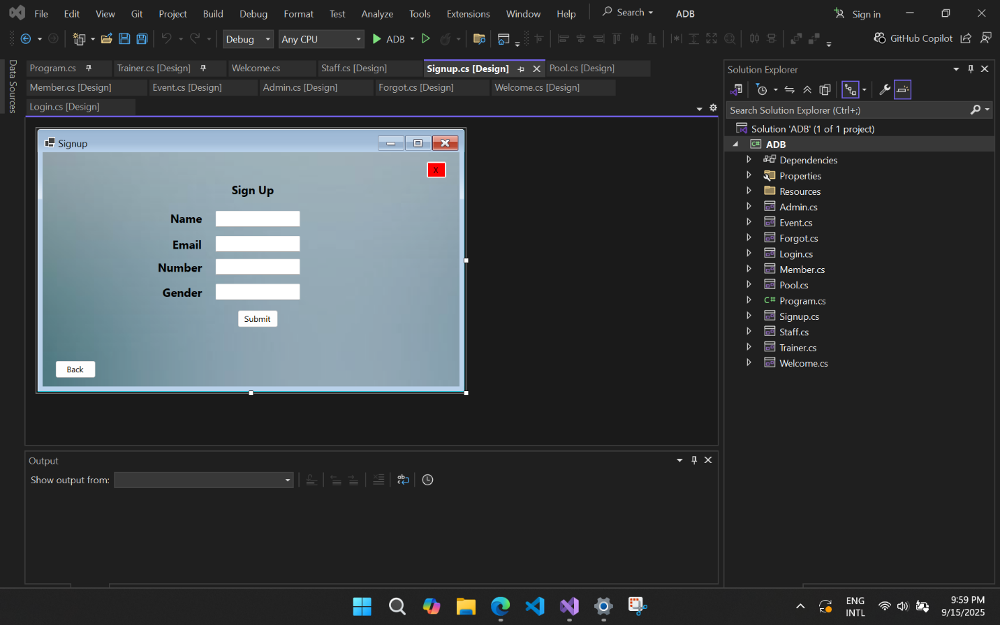 File Edit View Git Project Build Debug Format Test Analyze Tools Extensions Window Help Search ADB Sign in
Debug Any CPU ADB GitHub Copilot
Data Sources
Program.cs Trainer.cs [Design] Welcome.cs Staff.cs [Design] Signup.cs [Design] Pool.cs [Design]
Member.cs [Design] Event.cs [Design] Admin.cs [Design] Forgot.cs [Design] Welcome.cs [Design]
Login.cs [Design]
Signup
X
Sign Up
Name
Email
Number
Gender
Submit
Back
Output
Show output from:
Solution Explorer
Search Solution Explorer (Ctrl+;)
Solution 'ADB' (1 of 1 project)
C# ADB
Dependencies
Properties
Resources
Admin.cs
Event.cs
Forgot.cs
Login.cs
Member.cs
Pool.cs
C# Program.cs
Signup.cs
Staff.cs
Trainer.cs
Welcome.cs
ENG
INTL
9:59 PM
9/15/2025